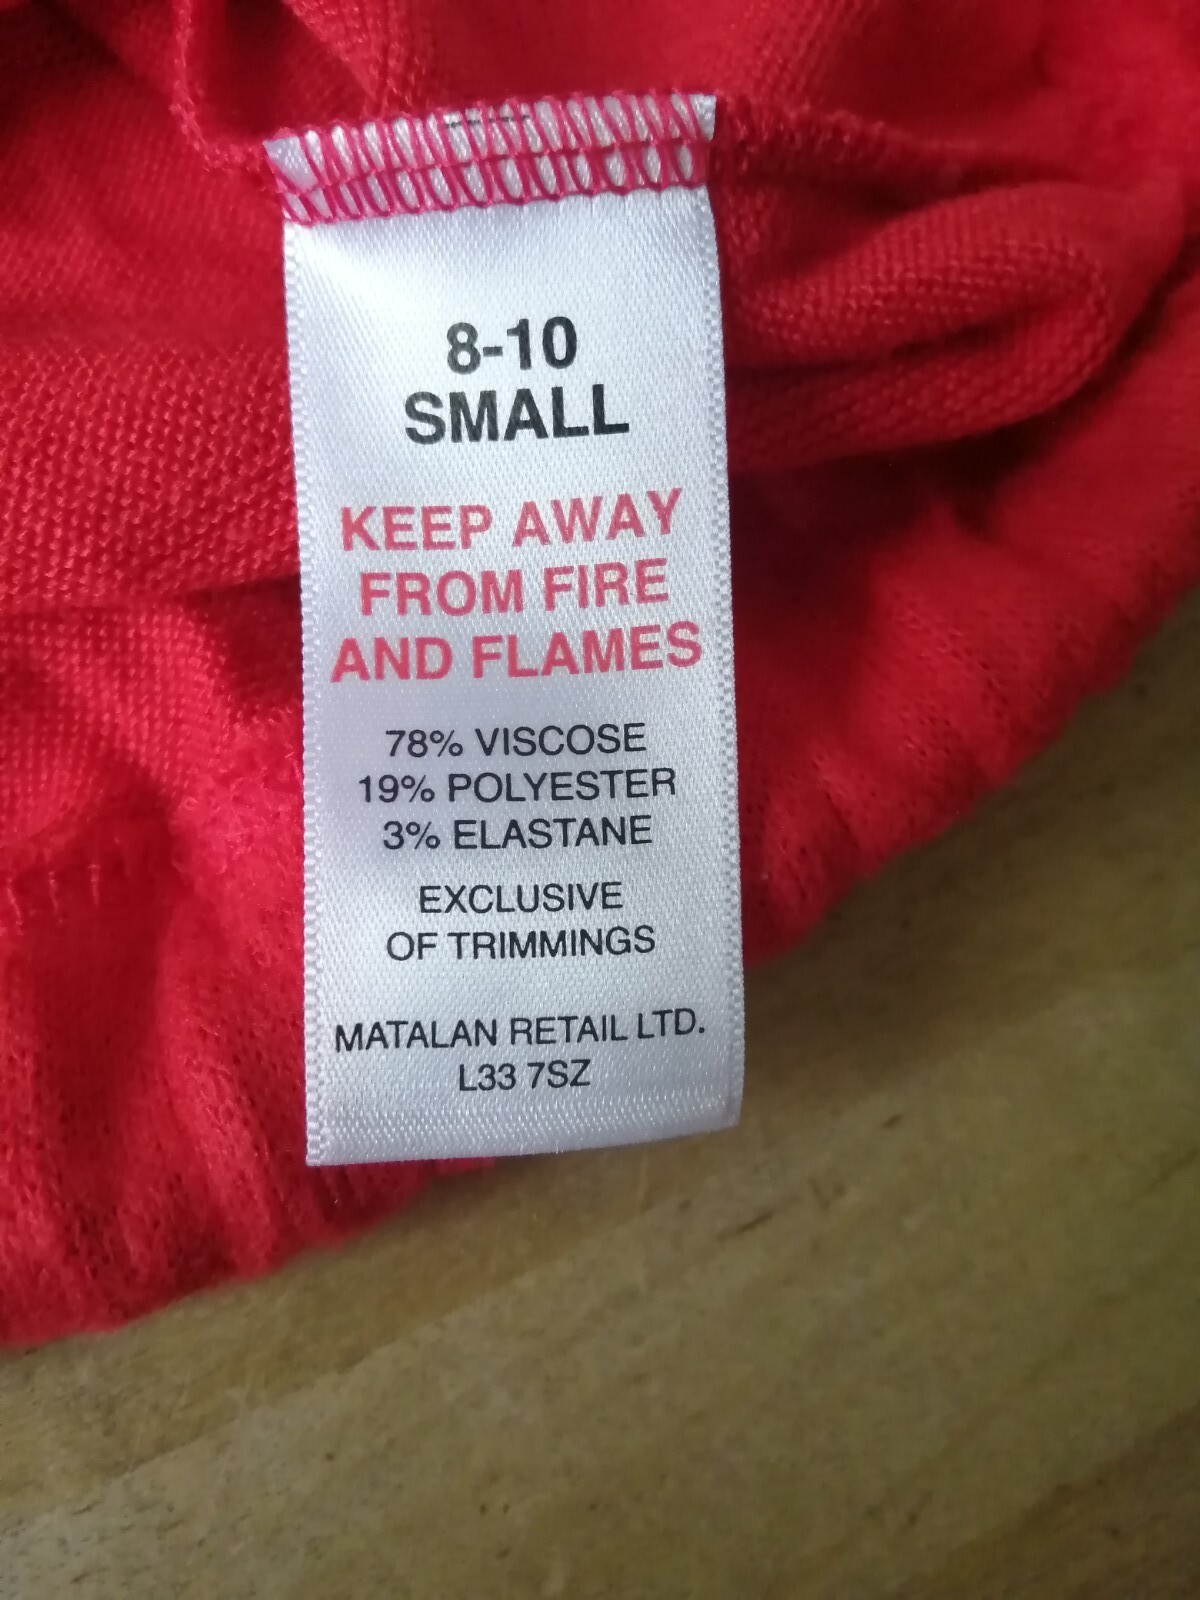 8-10
SMALL
KEEP AWAY
FROM FIRE
AND FLAMES
78% VISCOSE
19% POLYESTER
3% ELASTANE
EXCLUSIVE
OF TRIMMINGS
MATALAN RETAIL LTD.
L33 7SZ